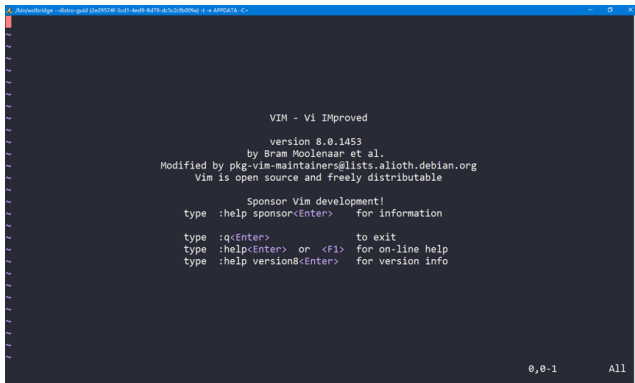 /bin/wslbridge --distro-guid {2e29574f-3cd1-4ed9-8d79-dc5c2cfb009a} -t -e APPDATA -C~
~
~
~
~
~
~
~
~ VIM - Vi IMproved
~
~ version 8.0.1453
~ by Bram Moolenaar et al.
~ Modified by pkg-vim-maintainers@lists.alioth.debian.org
~ Vim is open source and freely distributable
~
~ Sponsor Vim development!
~ type :help sponsor<Enter> for information
~
~ type :q<Enter> to exit
~ type :help<Enter> or <F1> for on-line help
~ type :help version8<Enter> for version info
~
~
~
~
~
~
~
~
0,0-1 All